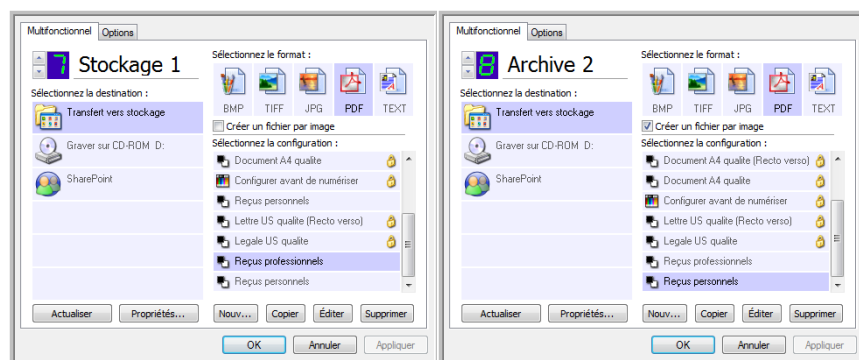 Multifonctionnel Options
7 Stockage 1
Sélectionnez la destination :
Transfert vers stockage
Graver sur CD-ROM D:
SharePoint
Actualiser Propriétés...
Sélectionnez le format :
BMP TIFF JPG PDF TEXT
Créer un fichier par image
Sélectionnez la configuration :
Document A4 qualite
Configurer avant de numériser
Reçus personnels
Lettre US qualite (Recto verso)
Legale US qualite
Reçus professionnels
Reçus personnels
Nouv... Copier Éditer Supprimer
OK Annuler Appliquer
Multifonctionnel Options
8 Archive 2
Sélectionnez la destination :
Transfert vers stockage
Graver sur CD-ROM D:
SharePoint
Actualiser Propriétés...
Sélectionnez le format :
BMP TIFF JPG PDF TEXT
Créer un fichier par image
Sélectionnez la configuration :
Document A4 qualite (Recto verso)
Document A4 qualite
Configurer avant de numériser
Lettre US qualite (Recto verso)
Legale US qualite
Reçus professionnels
Reçus personnels
Nouv... Copier Éditer Supprimer
OK Annuler Appliquer